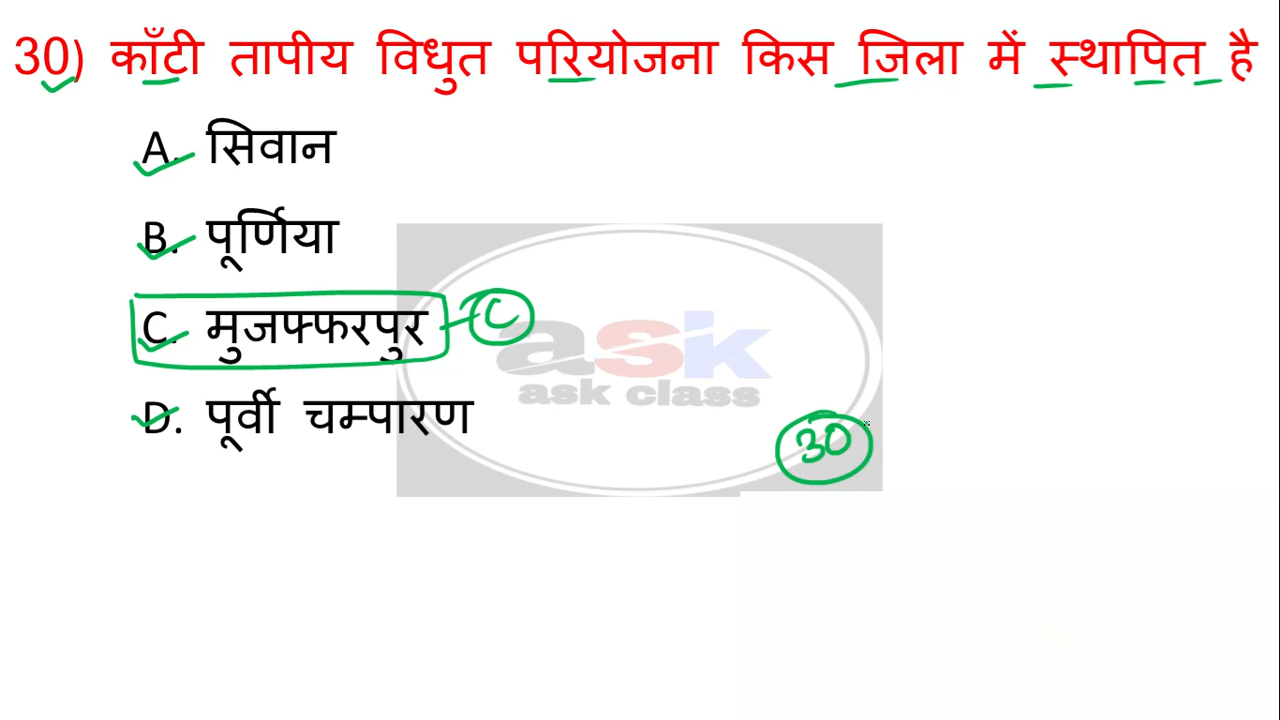 30) काँटी तापीय विधुत परियोजना किस जिला में स्थापित है
A. सिवान
B. पूर्णिया
C. मुजफ्फरपुर C
D. पूर्वी चम्पारण
ask
ask class
30